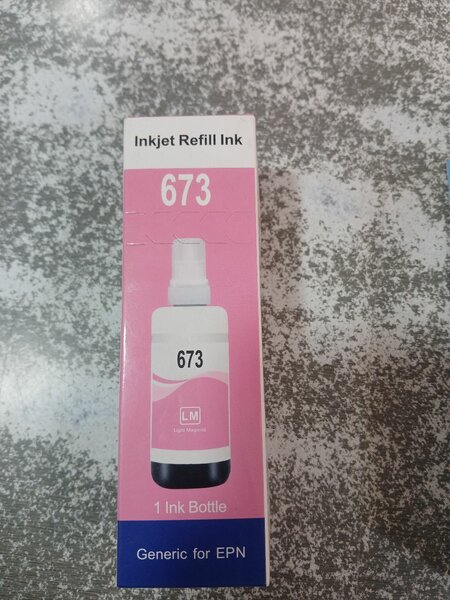 Inkjet Refill Ink
673
673
LM
Light Magenta
1 Ink Bottle
Generic for EPN